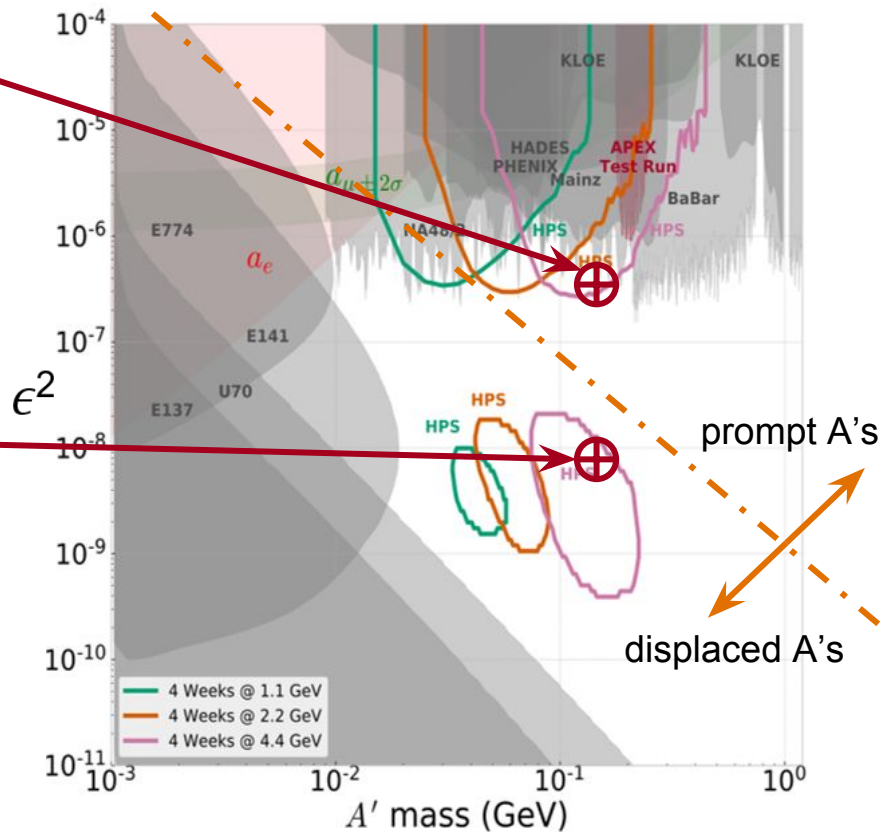 10⁻⁴
KLOE
KLOE
10⁻⁵
HADES
APEX
PHENIX
Test Run
Mainz
aμ ± 2σ
BaBar
E774
10⁻⁶
NA48/2
HPS
HPS
aₑ
HPS
E141
10⁻⁷
U70
ϵ²
E137
HPS
HPS
prompt A's
10⁻⁸
HPS
10⁻⁹
displaced A's
10⁻¹⁰
4 Weeks @ 1.1 GeV
4 Weeks @ 2.2 GeV
4 Weeks @ 4.4 GeV
10⁻¹¹
10⁻³
10⁻²
10⁻¹
10⁰
A′ mass (GeV)